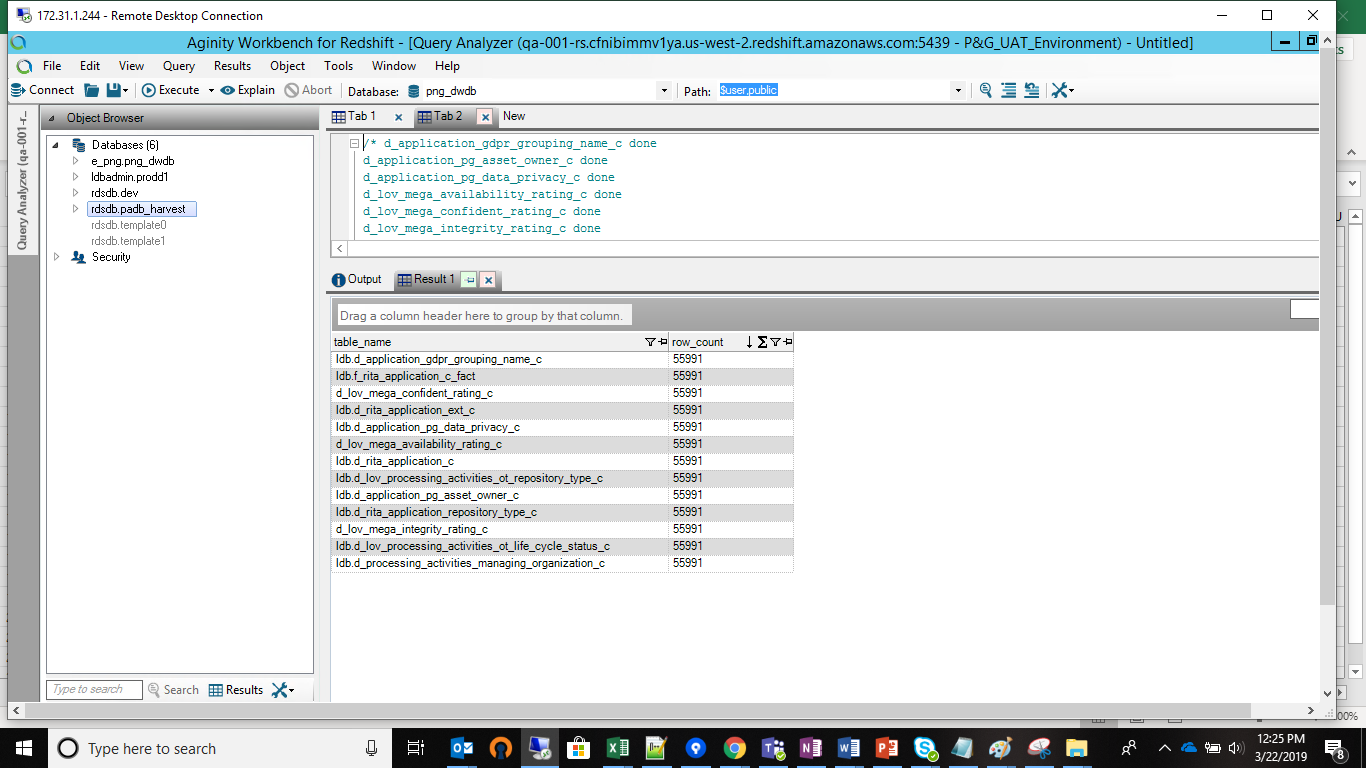 172.31.1.244 - Remote Desktop Connection
Aginity Workbench for Redshift - [Query Analyzer (qa-001-rs.cfnibimmv1ya.us-west-2.redshift.amazonaws.com:5439 - P&G_UAT_Environment) - Untitled]
File Edit View Query Results Object Tools Window Help
Connect Execute Explain Abort Database: png_dwdb Path: $user,public
Query Analyzer (qa-001-r...
Object Browser
Databases (6)
e_png.png_dwdb
ldbadmin.prodd1
rdsdb.dev
rdsdb.padb_harvest
rdsdb.template0
rdsdb.template1
Security
Type to search Search Results
Tab 1 Tab 2 New
/* d_application_gdpr_grouping_name_c done
d_application_pg_asset_owner_c done
d_application_pg_data_privacy_c done
d_lov_mega_availability_rating_c done
d_lov_mega_confident_rating_c done
d_lov_mega_integrity_rating_c done
Output Result 1
Drag a column header here to group by that column.
table_name row_count
ldb.d_application_gdpr_grouping_name_c 55991
ldb.f_rita_application_c_fact 55991
d_lov_mega_confident_rating_c 55991
ldb.d_rita_application_ext_c 55991
ldb.d_application_pg_data_privacy_c 55991
d_lov_mega_availability_rating_c 55991
ldb.d_rita_application_c 55991
ldb.d_lov_processing_activities_ot_repository_type_c 55991
ldb.d_application_pg_asset_owner_c 55991
ldb.d_rita_application_repository_type_c 55991
d_lov_mega_integrity_rating_c 55991
ldb.d_lov_processing_activities_ot_life_cycle_status_c 55991
ldb.d_processing_activities_managing_organization_c 55991
Type here to search
12:25 PM
3/22/2019
8